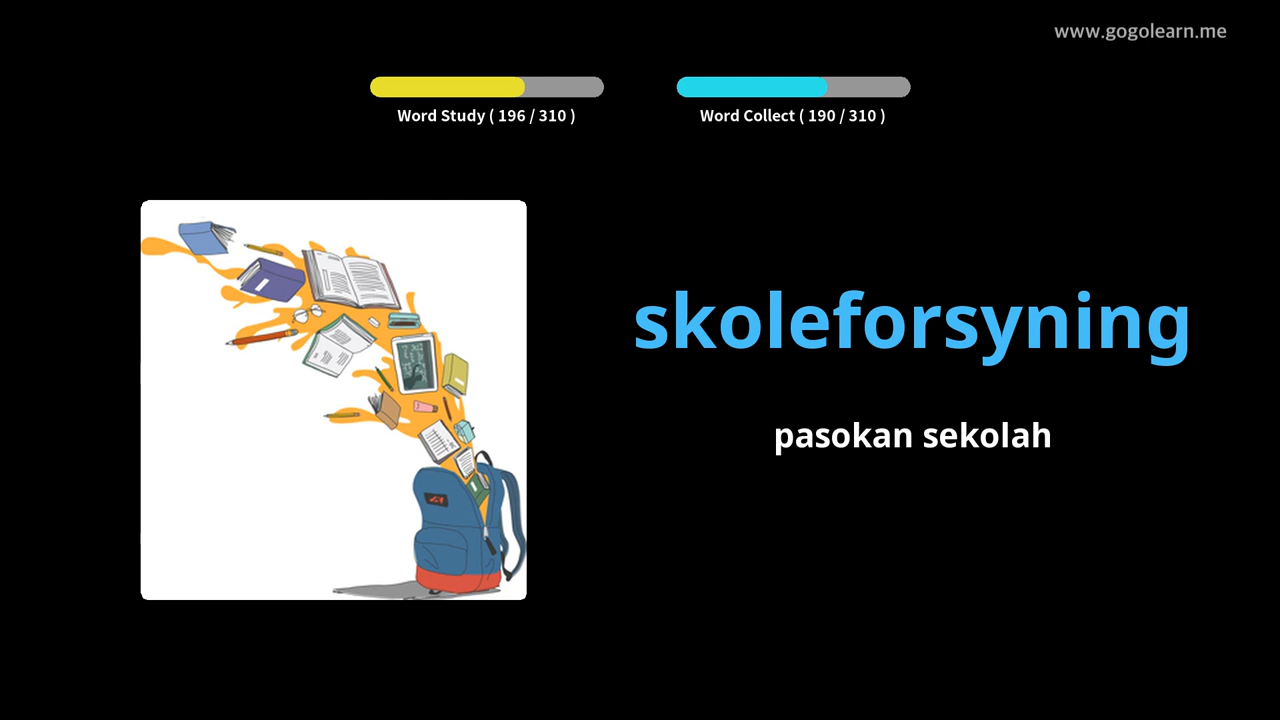 www.gogolearn.me
Word Study ( 196 / 310 )
Word Collect ( 190 / 310 )
skoleforsyning
pasokan sekolah